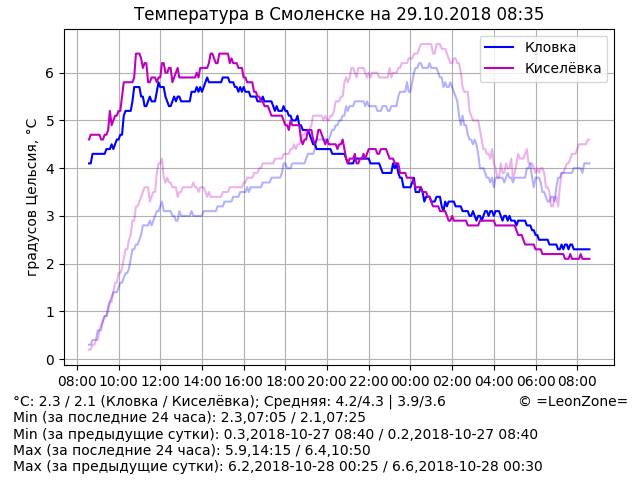 Температура в Смоленске на 29.10.2018 08:35
Кловка
Киселёвка
градусов Цельсия, °C
6
5
4
3
2
1
0
08:00 10:00 12:00 14:00 16:00 18:00 20:00 22:00 00:00 02:00 04:00 06:00 08:00
°C: 2.3 / 2.1 (Кловка / Киселёвка); Средняя: 4.2/4.3 | 3.9/3.6 © =LeonZone=
Min (за последние 24 часа): 2.3,07:05 / 2.1,07:25
Min (за предыдущие сутки): 0.3,2018-10-27 08:40 / 0.2,2018-10-27 08:40
Max (за последние 24 часа): 5.9,14:15 / 6.4,10:50
Max (за предыдущие сутки): 6.2,2018-10-28 00:25 / 6.6,2018-10-28 00:30